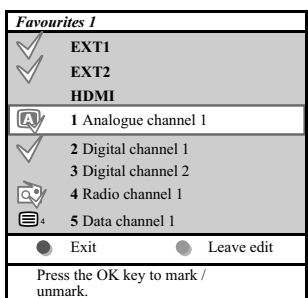 Favourites 1
EXT1
EXT2
HDMI
1 Analogue channel 1
2 Digital channel 1
3 Digital channel 2
4 Radio channel 1
4 5 Data channel 1
Exit Leave edit
Press the OK key to mark /
unmark.